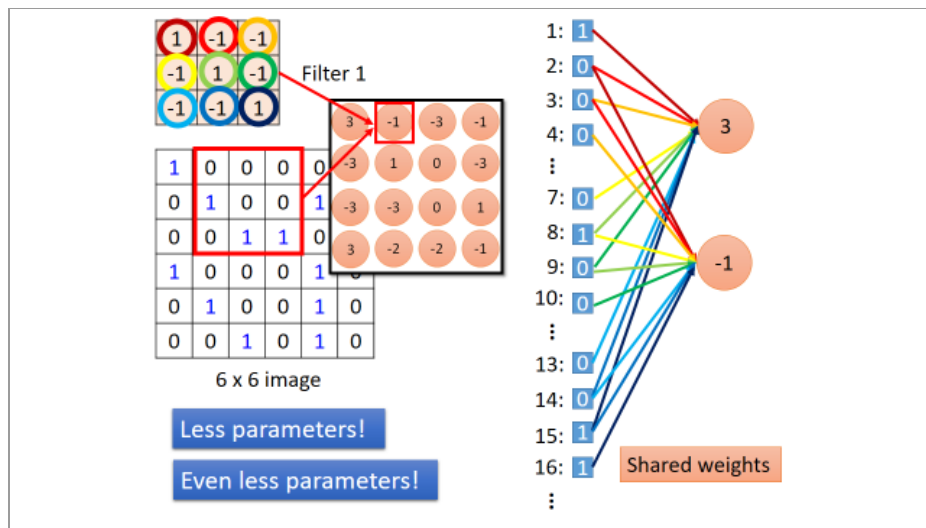 1 -1 -1
-1 1 -1
-1 -1 1
Filter 1
3 -1 -3 -1
-3 1 0 -3
-3 -3 0 1
3 -2 -2 -1
1 0 0 0 0
0 1 0 0 1
0 0 1 1 0
1 0 0 0 1 0
0 1 0 0 1 0
0 0 1 0 1 0
6 x 6 image
Less parameters!
Even less parameters!
1: 1
2: 0
3: 0
4: 0
⋮
7: 0
8: 1
9: 0
10: 0
⋮
13: 0
14: 0
15: 1
16: 1
⋮
3
-1
Shared weights